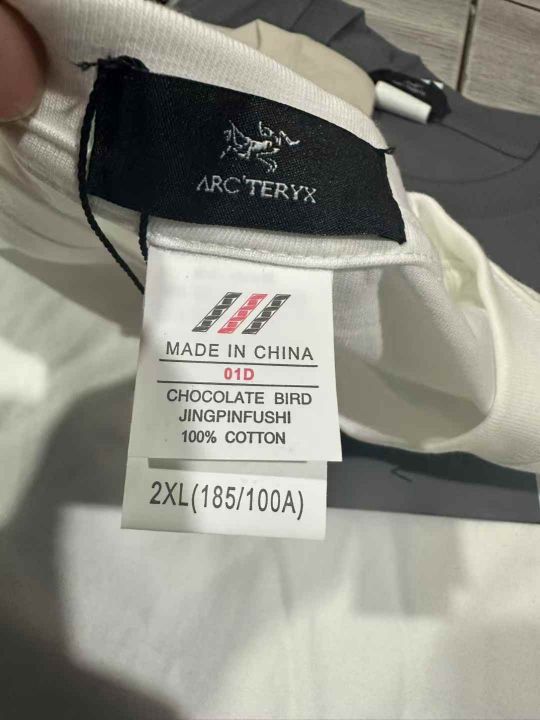 ARC'TERYX
MADE IN CHINA
01D
CHOCOLATE BIRD
JINGPINFUSHI
100% COTTON
2XL(185/100A)